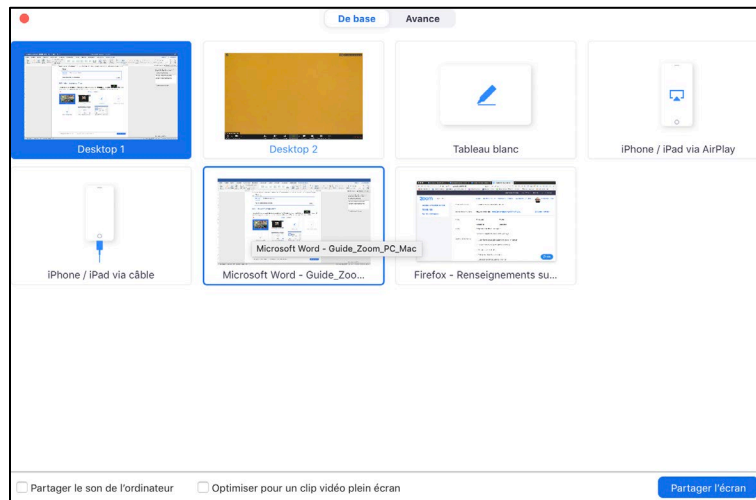 De base
Avance
Desktop 1
Desktop 2
Tableau blanc
iPhone / iPad via AirPlay
Microsoft Word - Guide_Zoom_PC_Mac
iPhone / iPad via câble
Microsoft Word - Guide_Zoo...
Firefox - Renseignements su...
Partager le son de l'ordinateur
Optimiser pour un clip vidéo plein écran
Partager l'écran